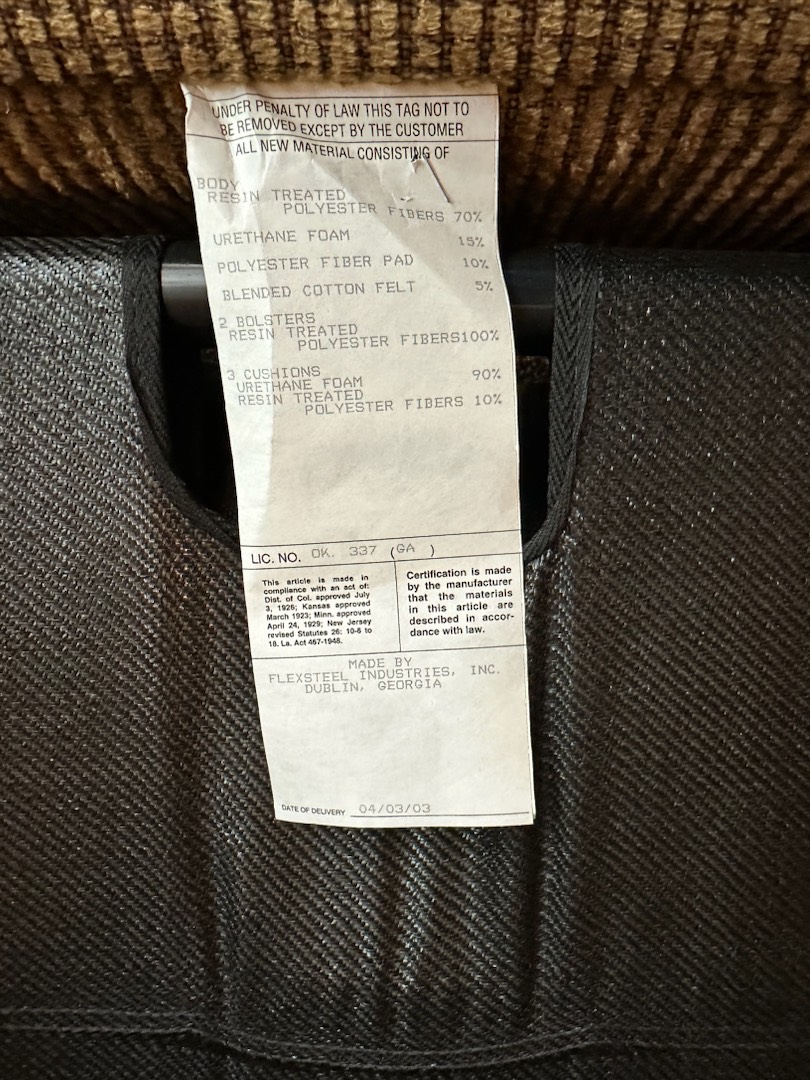 UNDER PENALTY OF LAW THIS TAG NOT TO
BE REMOVED EXCEPT BY THE CUSTOMER
ALL NEW MATERIAL CONSISTING OF
BODY
RESIN TREATED
POLYESTER FIBERS 70%
URETHANE FOAM 15%
POLYESTER FIBER PAD 10%
BLENDED COTTON FELT 5%
2 BOLSTERS
RESIN TREATED
POLYESTER FIBERS100%
3 CUSHIONS
URETHANE FOAM 90%
RESIN TREATED
POLYESTER FIBERS 10%
LIC. NO. OK. 337 (GA )
This article is made in
compliance with an act of:
Dist. of Col. approved July
3, 1926; Kansas approved
March 1923; Minn. approved
April 24, 1929; New Jersey
revised Statutes 26: 10-6 to
18. La. Act 467-1948.
Certification is made
by the manufacturer
that the materials
in this article are
described in accor-
dance with law.
MADE BY
FLEXSTEEL INDUSTRIES, INC.
DUBLIN, GEORGIA
DATE OF DELIVERY 04/03/03